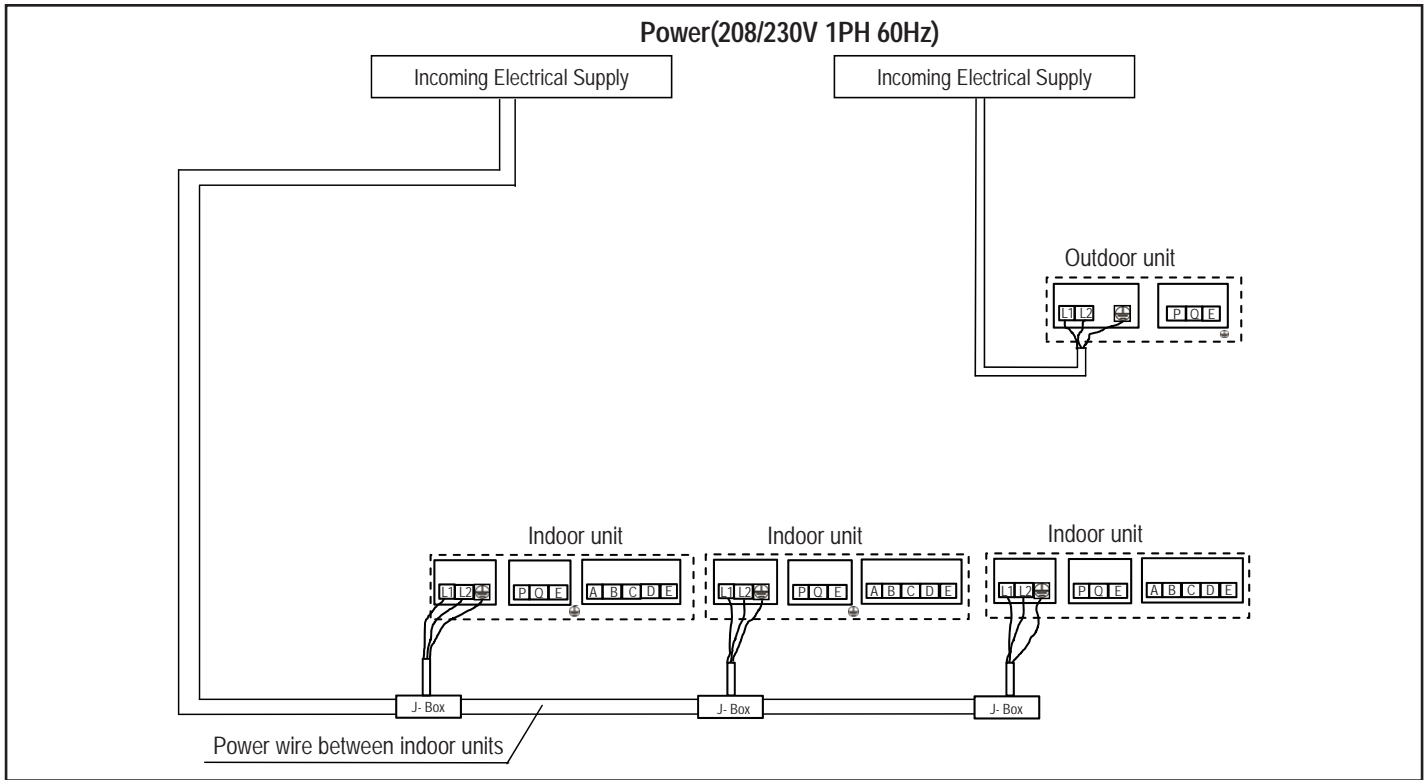 Power(208/230V 1PH 60Hz)
Incoming Electrical Supply
Incoming Electrical Supply
Outdoor unit
L1 L2
P Q E
Indoor unit
L1 L2
P Q E
A B C D E
Indoor unit
L1 L2
P Q E
A B C D E
Indoor unit
L1 L2
P Q E
A B C D E
J- Box
J- Box
J- Box
Power wire between indoor units